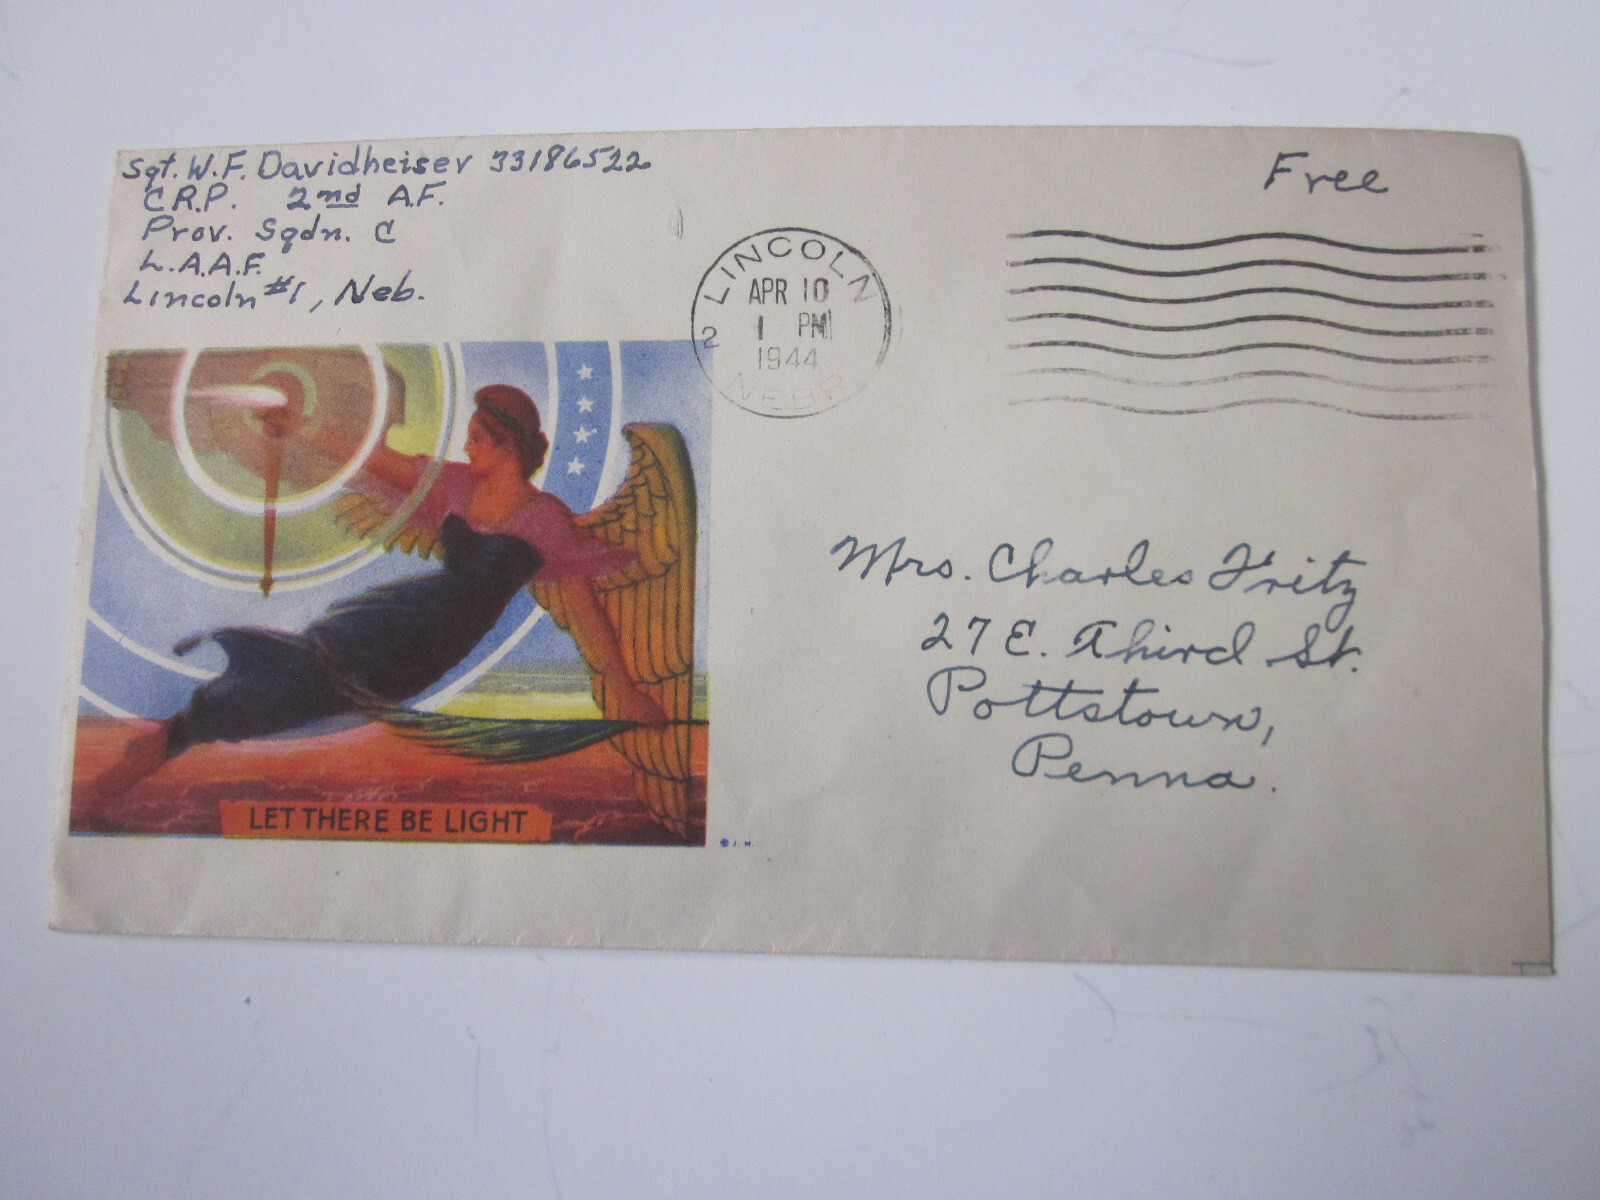 Sgt. W.F. Davidheiser 33186522
C.R.P. 2nd A.F.
Prov. Sqdn. C
L.A.A.F.
Lincoln #1, Neb.
Free
LINCOLN
APR 10
1 PM
1944
2
NEBR
Mrs. Charles Fritz
27 E. Third St.
Pottstown,
Penna.
LET THERE BE LIGHT
© J. M.